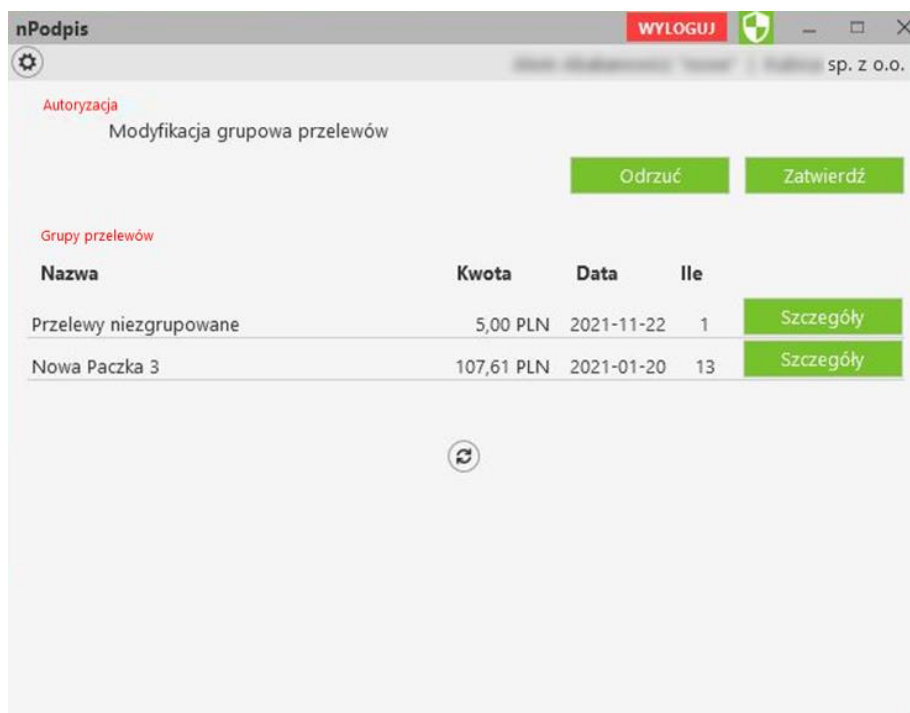 nPodpis WYLOGUJ
sp. z o.o.
Autoryzacja
Modyfikacja grupowa przelewów
Odrzuć Zatwierdź
Grupy przelewów
Nazwa Kwota Data Ile
Przelewy niezgrupowane 5,00 PLN 2021-11-22 1 Szczegóły
Nowa Paczka 3 107,61 PLN 2021-01-20 13 Szczegóły